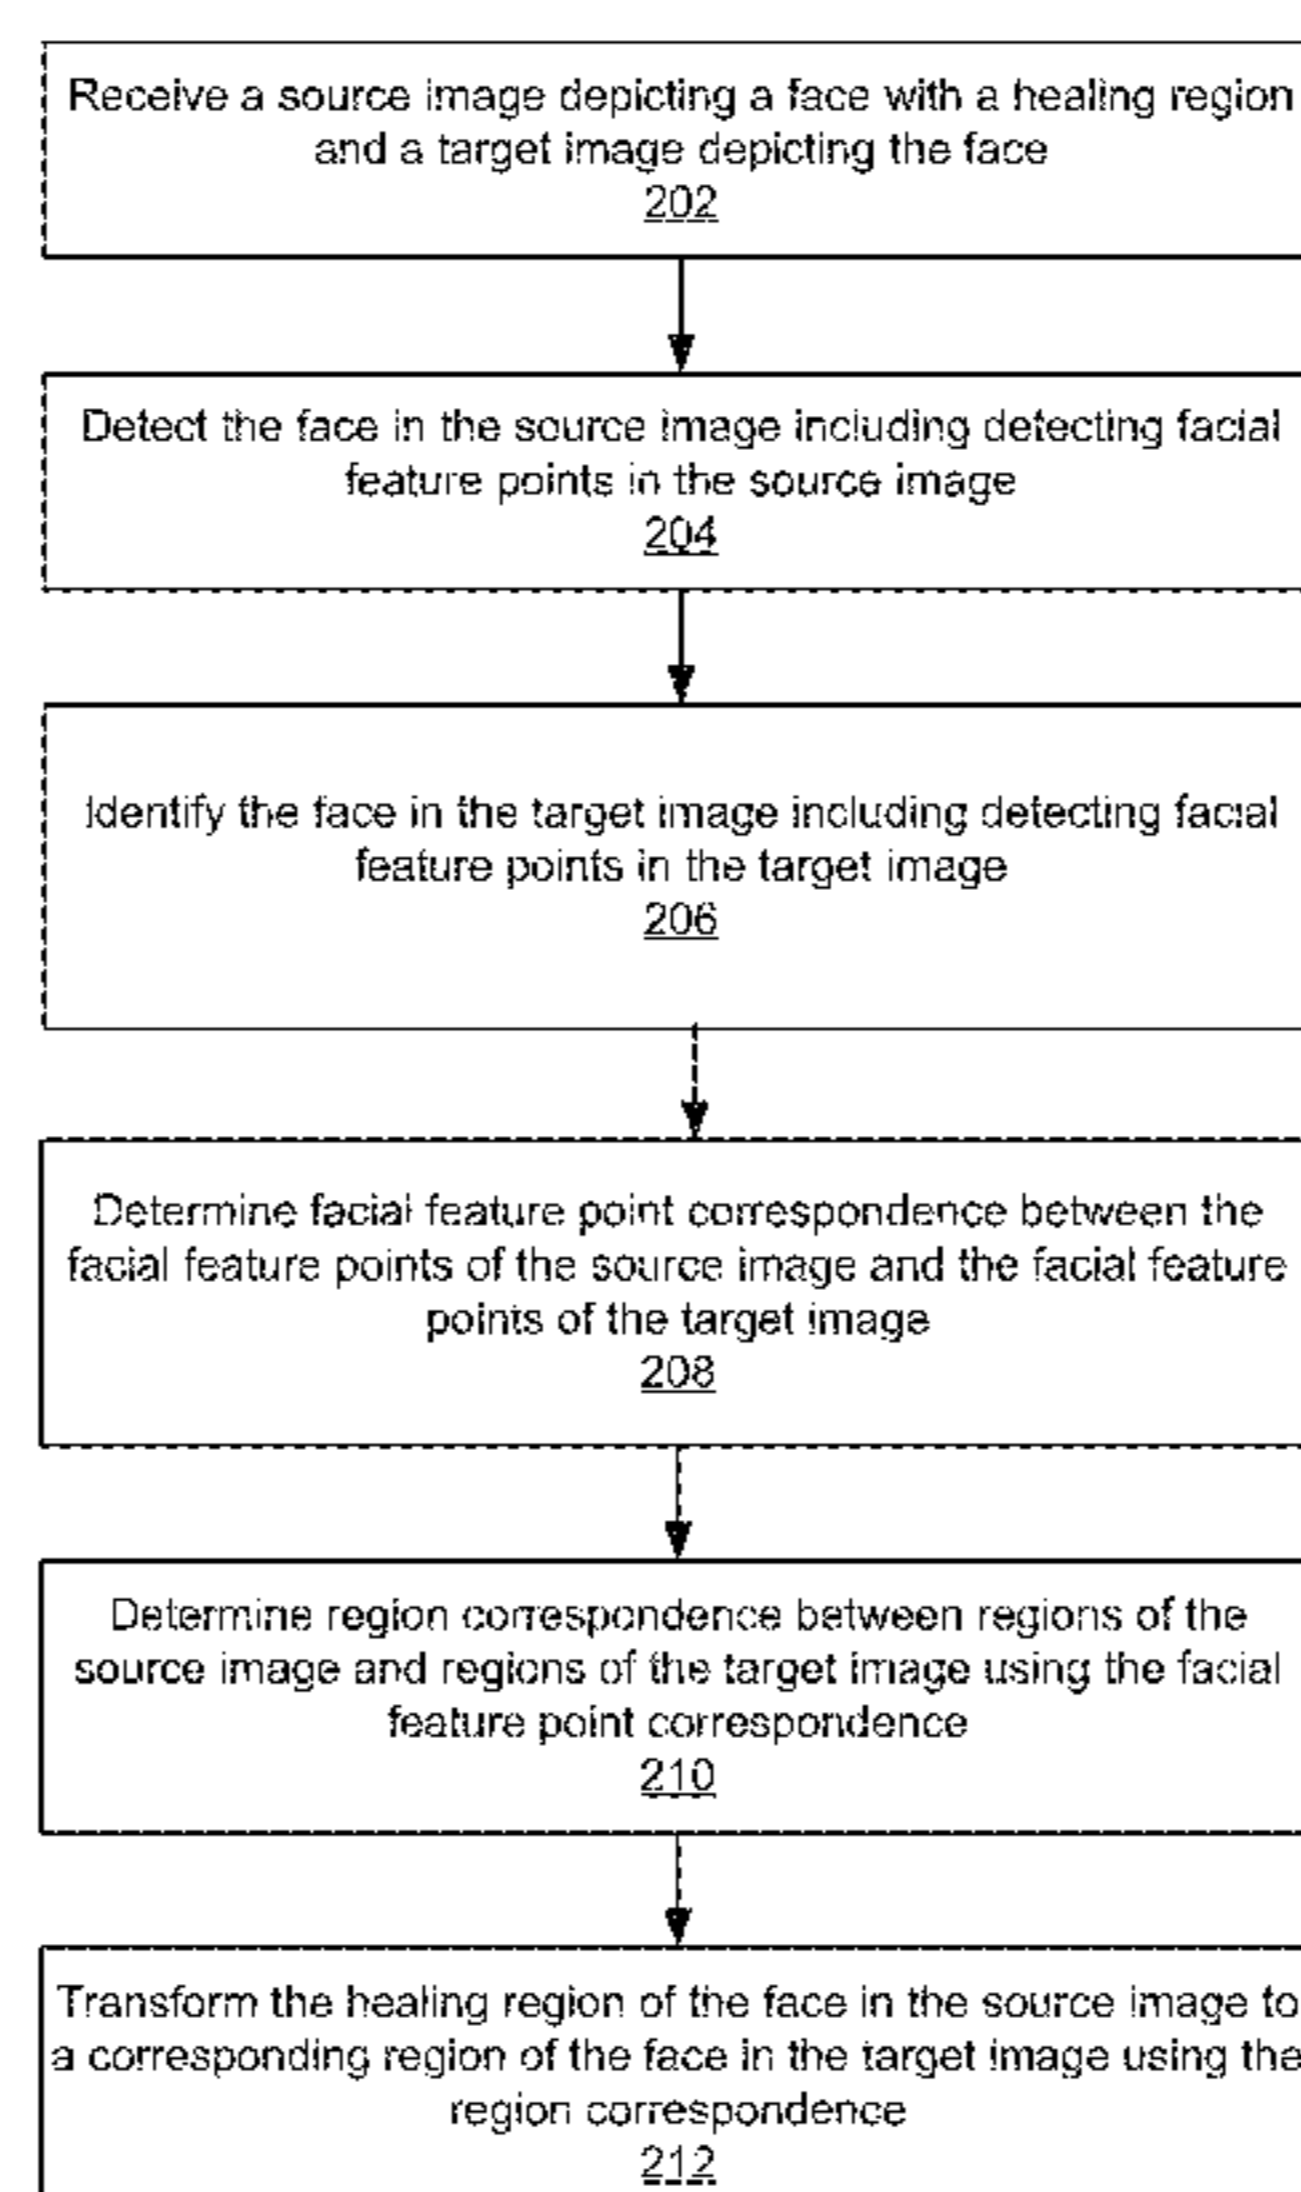 Receive a source image depicting a face with a healing region
and a target image depicting the face
202
Detect the face in the source image including detecting facial
feature points in the source image
204
Identify the face in the target image including detecting facial
feature points in the target image
206
Determine facial feature point correspondence between the
facial feature points of the source image and the facial feature
points of the target image
208
Determine region correspondence between regions of the
source image and regions of the target image using the facial
feature point correspondence
210
Transform the healing region of the face in the source image to
a corresponding region of the face in the target image using the
region correspondence
212